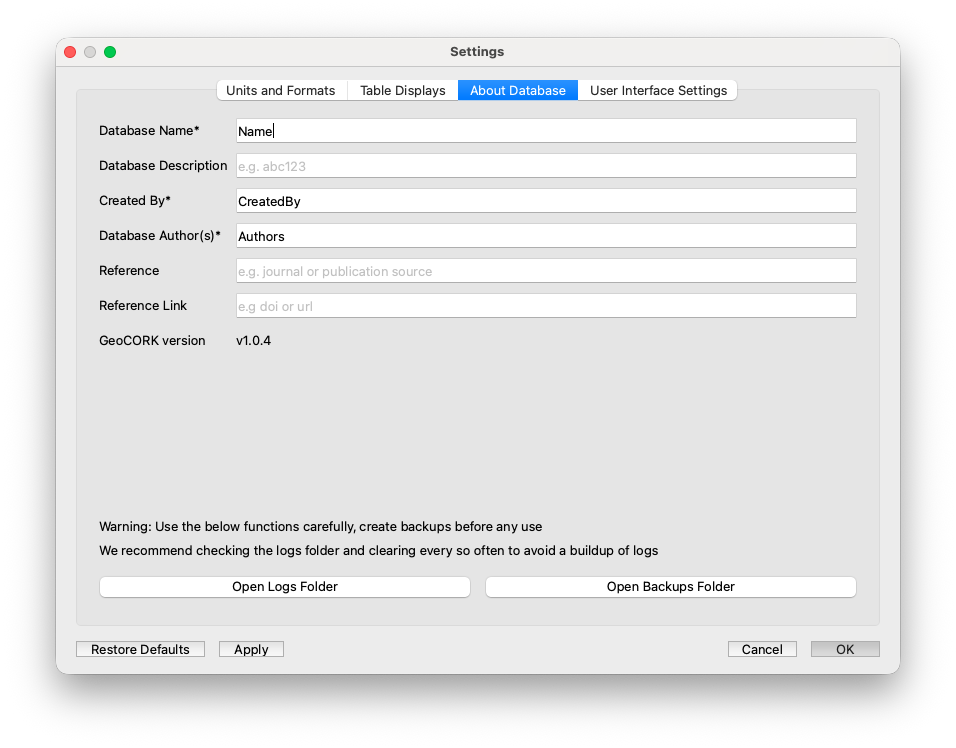 Settings
Units and Formats Table Displays About Database User Interface Settings
Database Name* Name
Database Description e.g. abc123
Created By* CreatedBy
Database Author(s)* Authors
Reference e.g. journal or publication source
Reference Link e.g doi or url
GeoCORK version v1.0.4
Warning: Use the below functions carefully, create backups before any use
We recommend checking the logs folder and clearing every so often to avoid a buildup of logs
Open Logs Folder Open Backups Folder
Restore Defaults Apply Cancel OK